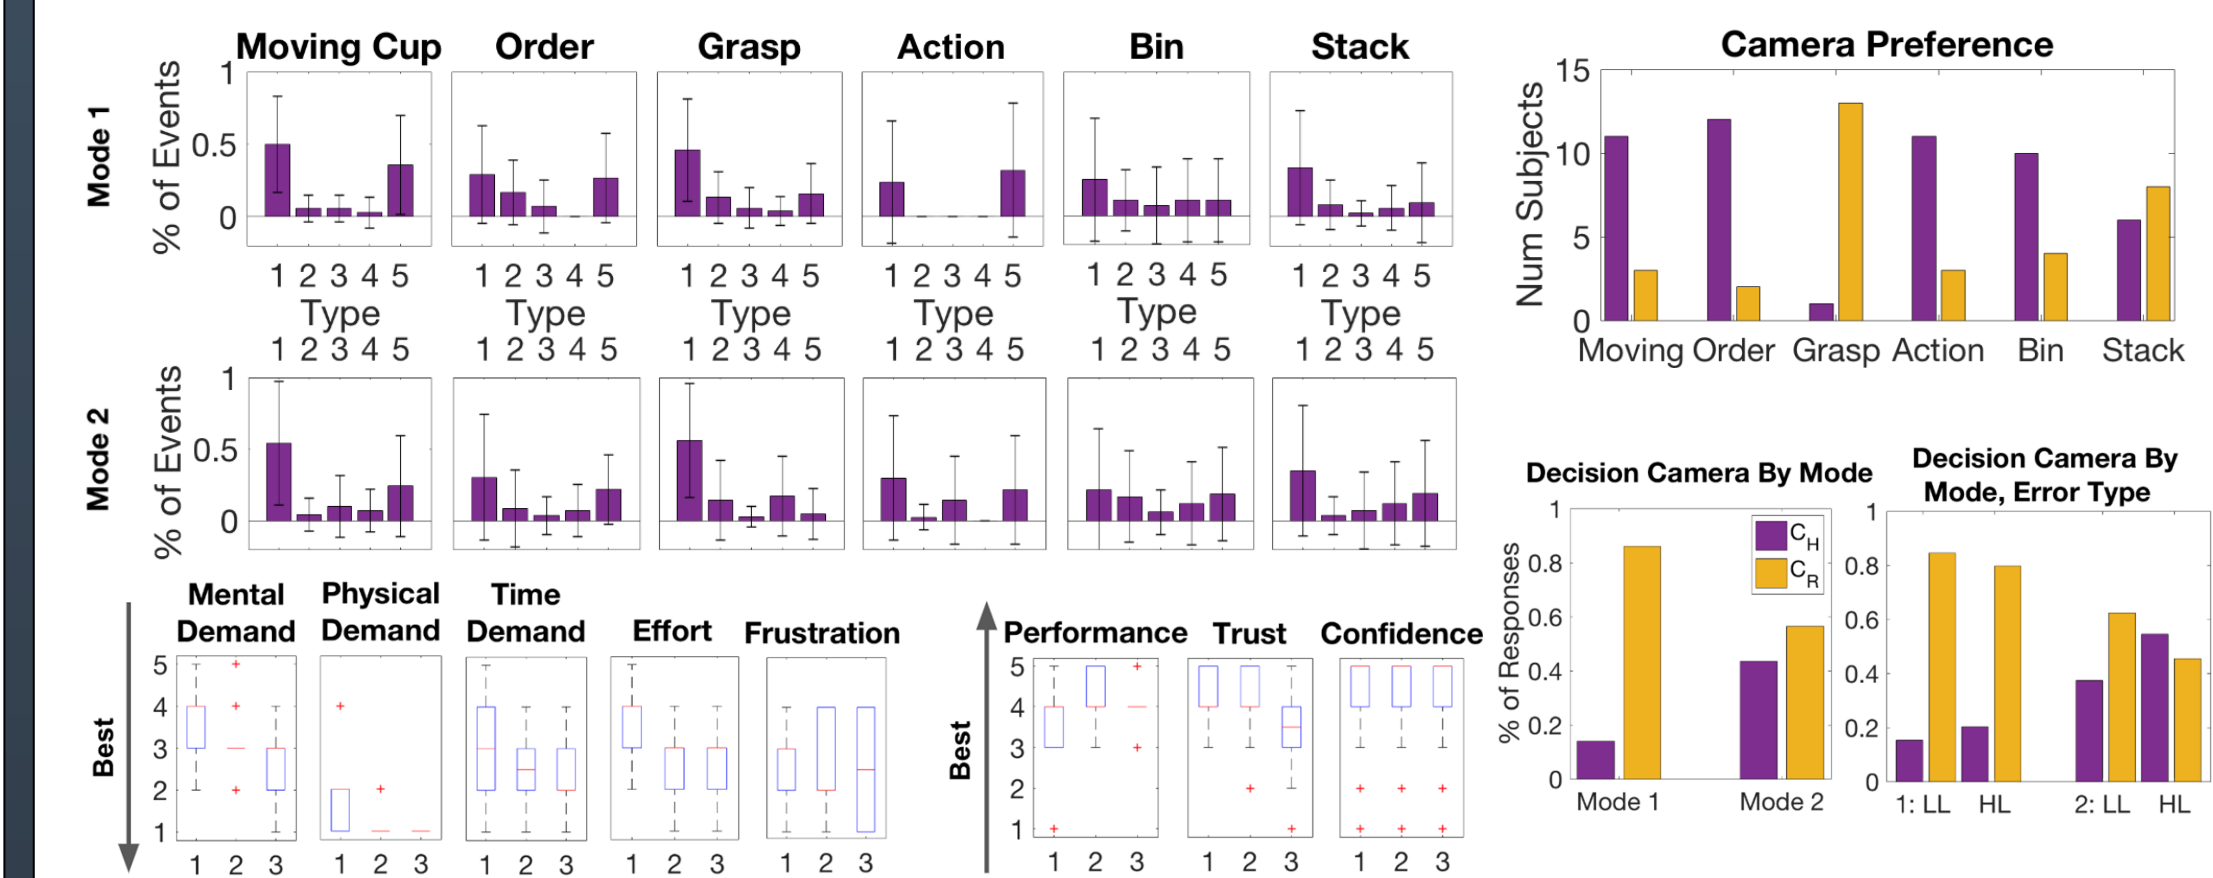 Moving Cup Order Grasp Action Bin Stack
Mode 1
% of Events
1
0.5
0
1 2 3 4 5 1 2 3 4 5 1 2 3 4 5 1 2 3 4 5 1 2 3 4 5 1 2 3 4 5
Type Type Type Type Type Type
1 2 3 4 5 1 2 3 4 5 1 2 3 4 5 1 2 3 4 5 1 2 3 4 5 1 2 3 4 5
Mode 2
% of Events
1
0.5
0
Best
Mental Demand
Physical Demand
Time Demand
Effort
Frustration
5
4
3
2
1
1 2 3 1 2 3 1 2 3 1 2 3 1 2 3
Best
Performance Trust Confidence
5
4
3
2
1
1 2 3 1 2 3 1 2 3
Camera Preference
Num Subjects
15
10
5
0
Moving Order Grasp Action Bin Stack
Decision Camera By Mode
% of Responses
1
0.8
0.6
0.4
0.2
0
Mode 1 Mode 2
CH
CR
Decision Camera By
Mode, Error Type
1
0.8
0.6
0.4
0.2
0
1: LL HL 2: LL HL